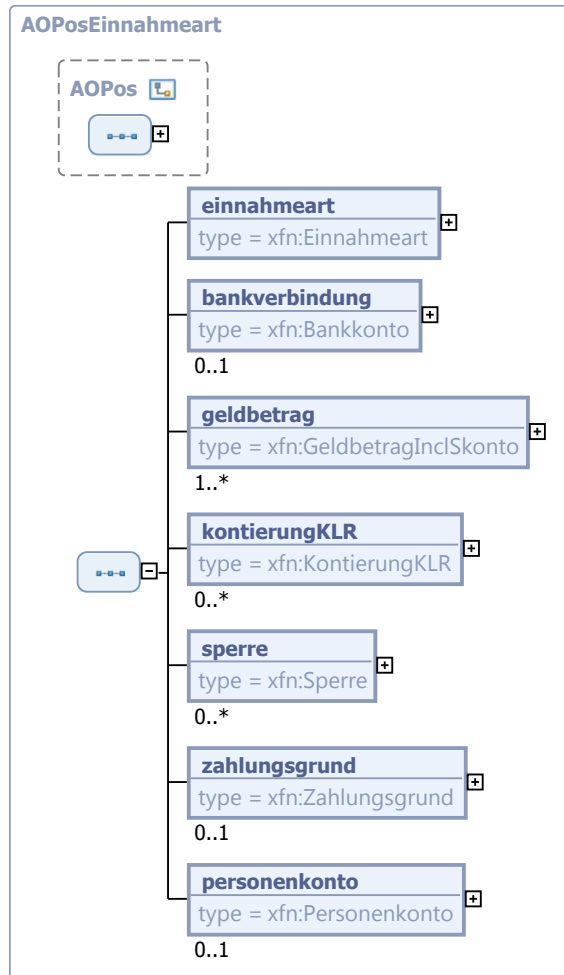 AOPosEinnahmeart
AOPos
einnahmeart
type = xfn:Einnahmeart
bankverbindung
type = xfn:Bankkonto
0..1
geldbetrag
type = xfn:GeldbetragInclSkonto
1..*
kontierungKLR
type = xfn:KontierungKLR
0..*
sperre
type = xfn:Sperre
0..*
zahlungsgrund
type = xfn:Zahlungsgrund
0..1
personenkonto
type = xfn:Personenkonto
0..1